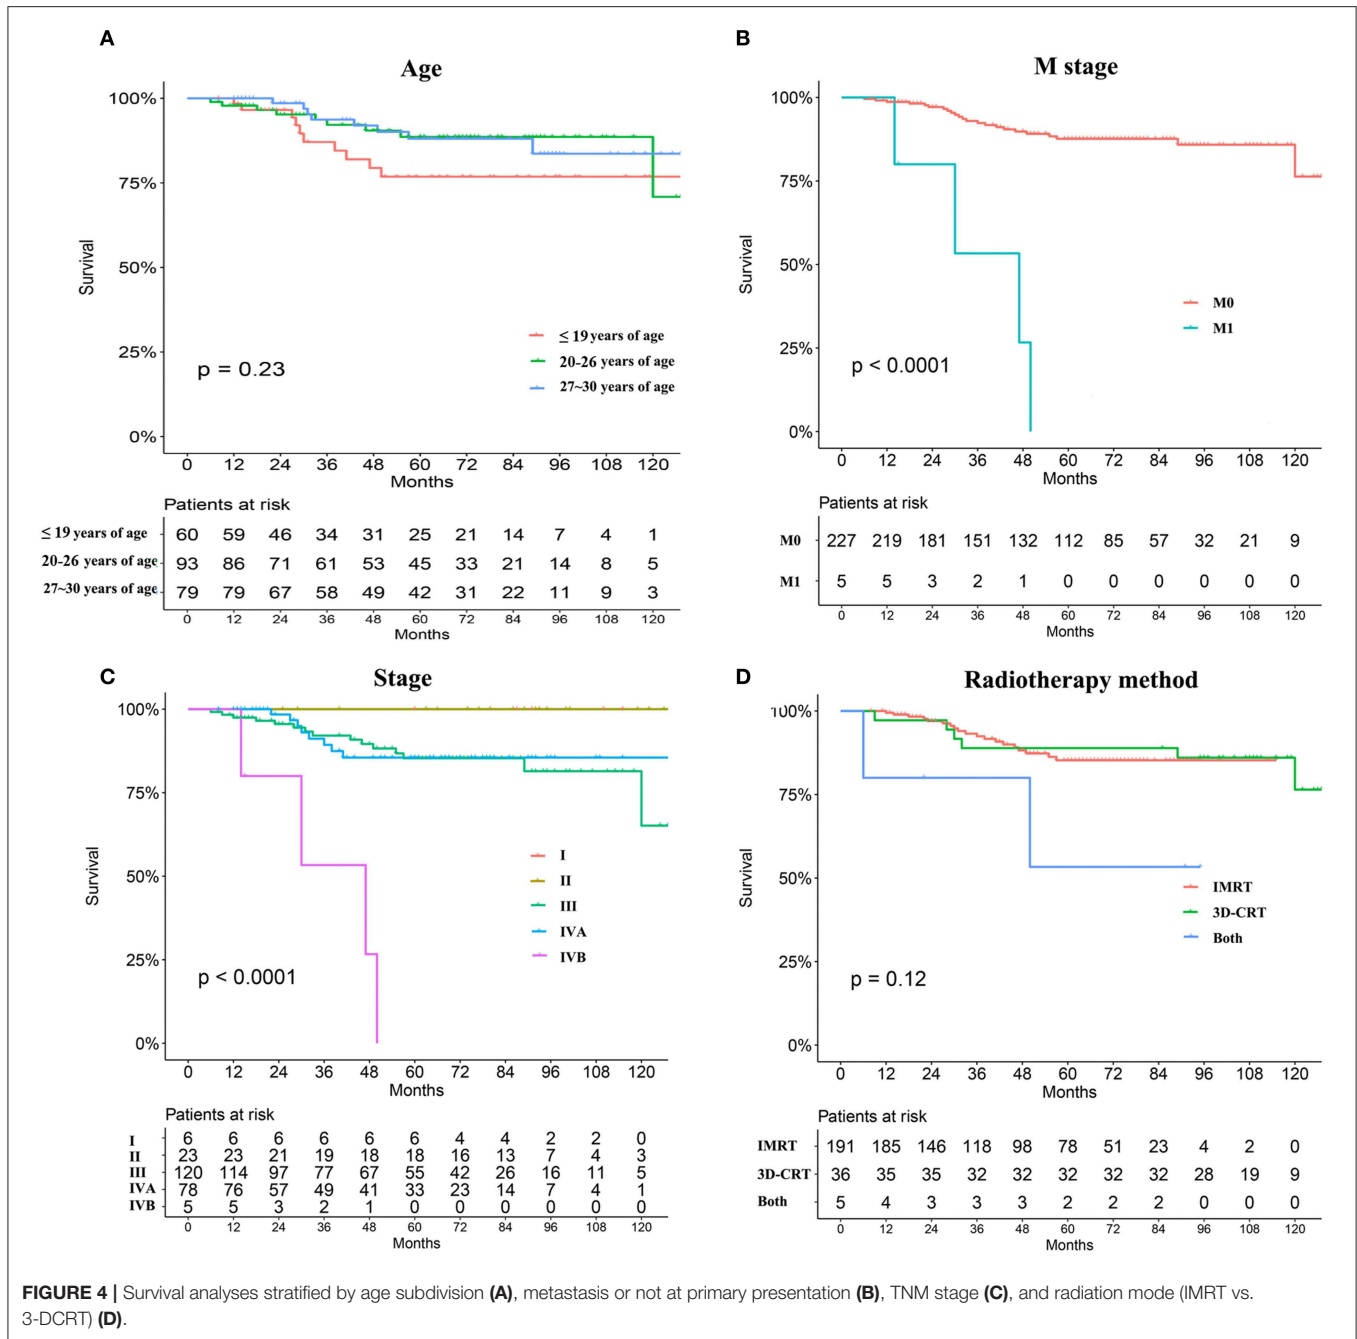 A
Age
100%
75%
50%
25%
0%
Survival
≤ 19 years of age
20-26 years of age
27~30 years of age
p = 0.23
0 12 24 36 48 60 72 84 96 108 120
Months
Patients at risk
≤ 19 years of age 60 59 46 34 31 25 21 14 7 4 1
20-26 years of age 93 86 71 61 53 45 33 21 14 8 5
27~30 years of age 79 79 67 58 49 42 31 22 11 9 3
0 12 24 36 48 60 72 84 96 108 120
Months
B
M stage
100%
75%
50%
25%
0%
Survival
M0
M1
p < 0.0001
0 12 24 36 48 60 72 84 96 108 120
Months
Patients at risk
M0 227 219 181 151 132 112 85 57 32 21 9
M1 5 5 3 2 1 0 0 0 0 0 0
0 12 24 36 48 60 72 84 96 108 120
Months
C
Stage
100%
75%
50%
25%
0%
Survival
I
II
III
IVA
IVB
p < 0.0001
0 12 24 36 48 60 72 84 96 108 120
Months
Patients at risk
I 6 6 6 6 6 6 4 4 2 2 0
II 23 23 21 19 18 18 16 13 7 4 3
III 120 114 97 77 67 55 42 26 16 11 5
IVA 78 76 57 49 41 33 23 14 7 4 1
IVB 5 5 3 2 1 0 0 0 0 0 0
0 12 24 36 48 60 72 84 96 108 120
Months
D
Radiotherapy method
100%
75%
50%
25%
0%
Survival
IMRT
3D-CRT
Both
p = 0.12
0 12 24 36 48 60 72 84 96 108 120
Months
Patients at risk
IMRT 191 185 146 118 98 78 51 23 4 2 0
3D-CRT 36 35 35 32 32 32 32 32 28 19 9
Both 5 4 3 3 3 2 2 2 0 0 0
0 12 24 36 48 60 72 84 96 108 120
Months
FIGURE 4 | Survival analyses stratified by age subdivision (A), metastasis or not at primary presentation (B), TNM stage (C), and radiation mode (IMRT vs.
3-DCRT) (D).